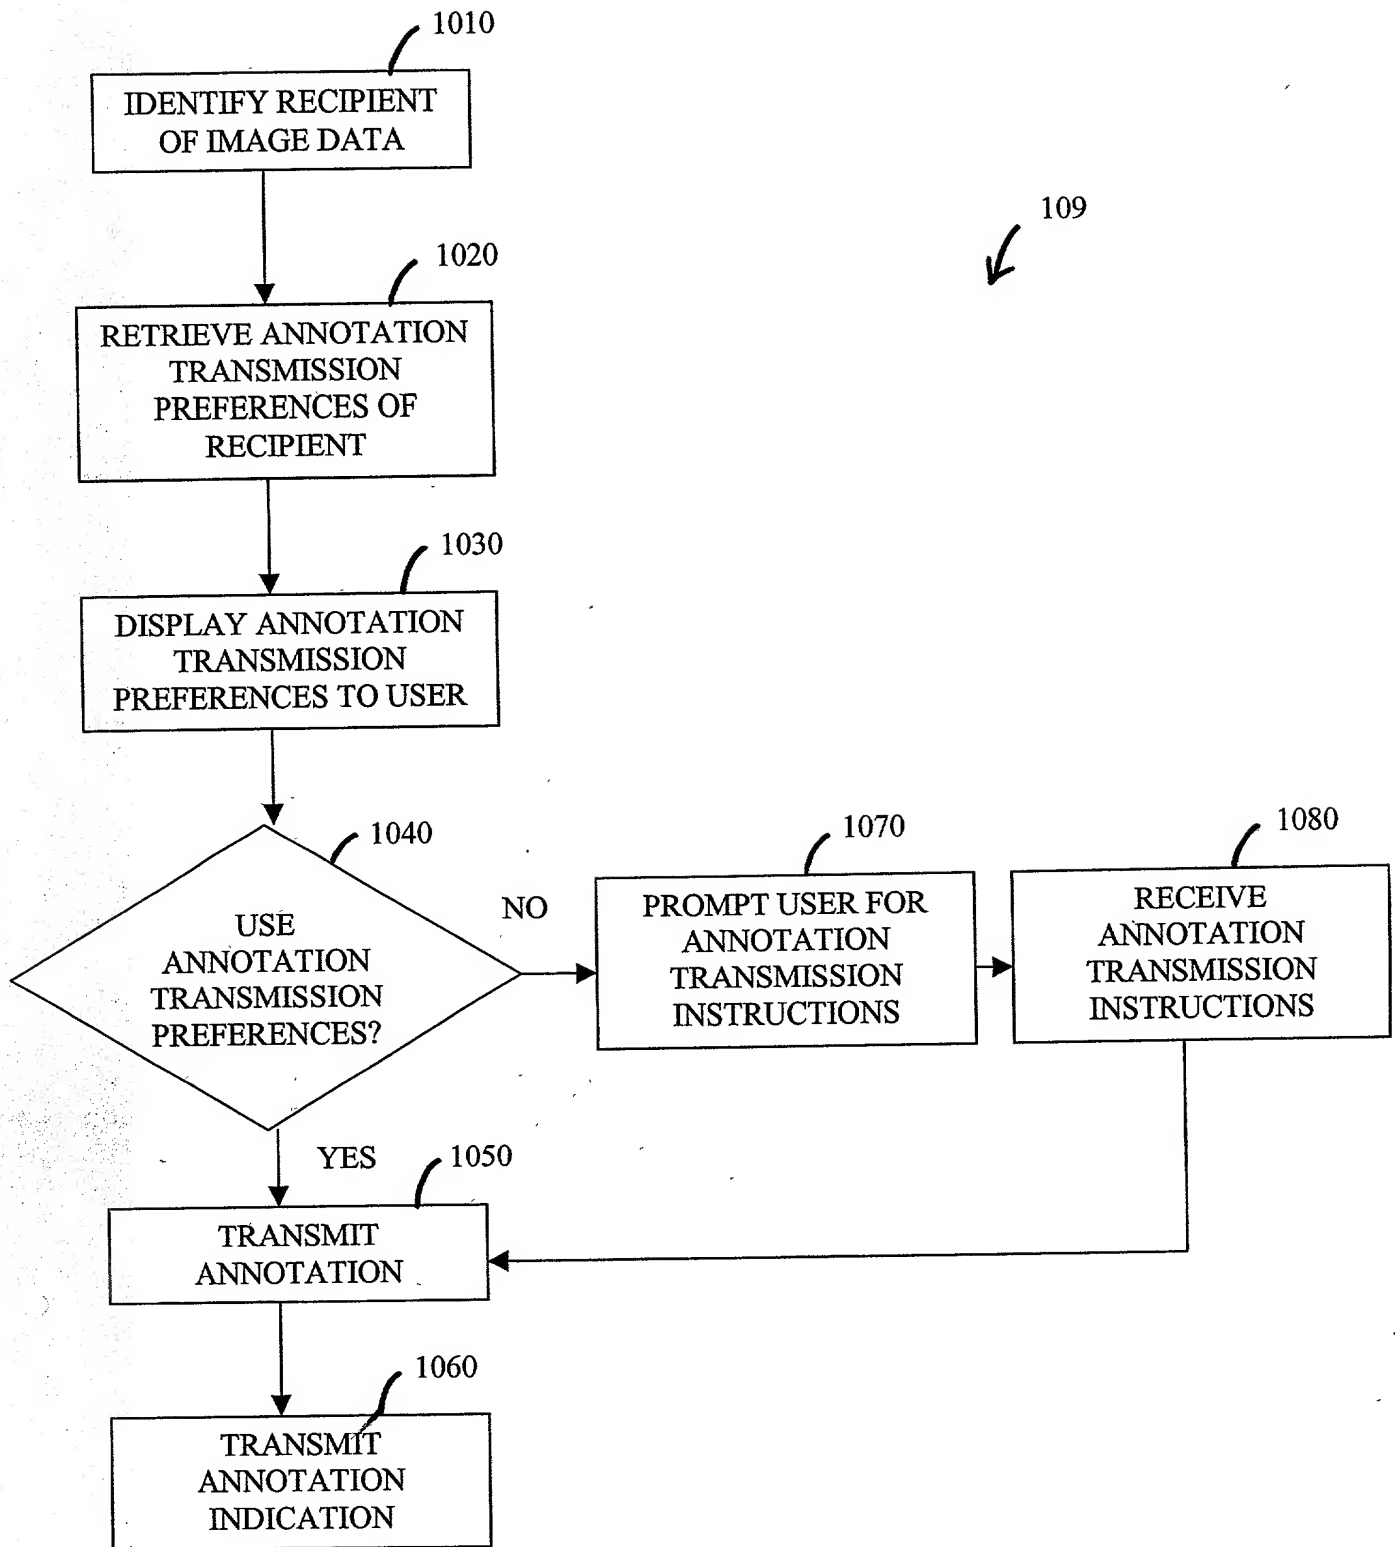 1010
IDENTIFY RECIPIENT
OF IMAGE DATA
109
1020
RETRIEVE ANNOTATION
TRANSMISSION
PREFERENCES OF
RECIPIENT
1030
DISPLAY ANNOTATION
TRANSMISSION
PREFERENCES TO USER
1040
USE
ANNOTATION
TRANSMISSION
PREFERENCES?
NO
1070
PROMPT USER FOR
ANNOTATION
TRANSMISSION
INSTRUCTIONS
1080
RECEIVE
ANNOTATION
TRANSMISSION
INSTRUCTIONS
YES
1050
TRANSMIT
ANNOTATION
1060
TRANSMIT
ANNOTATION
INDICATION